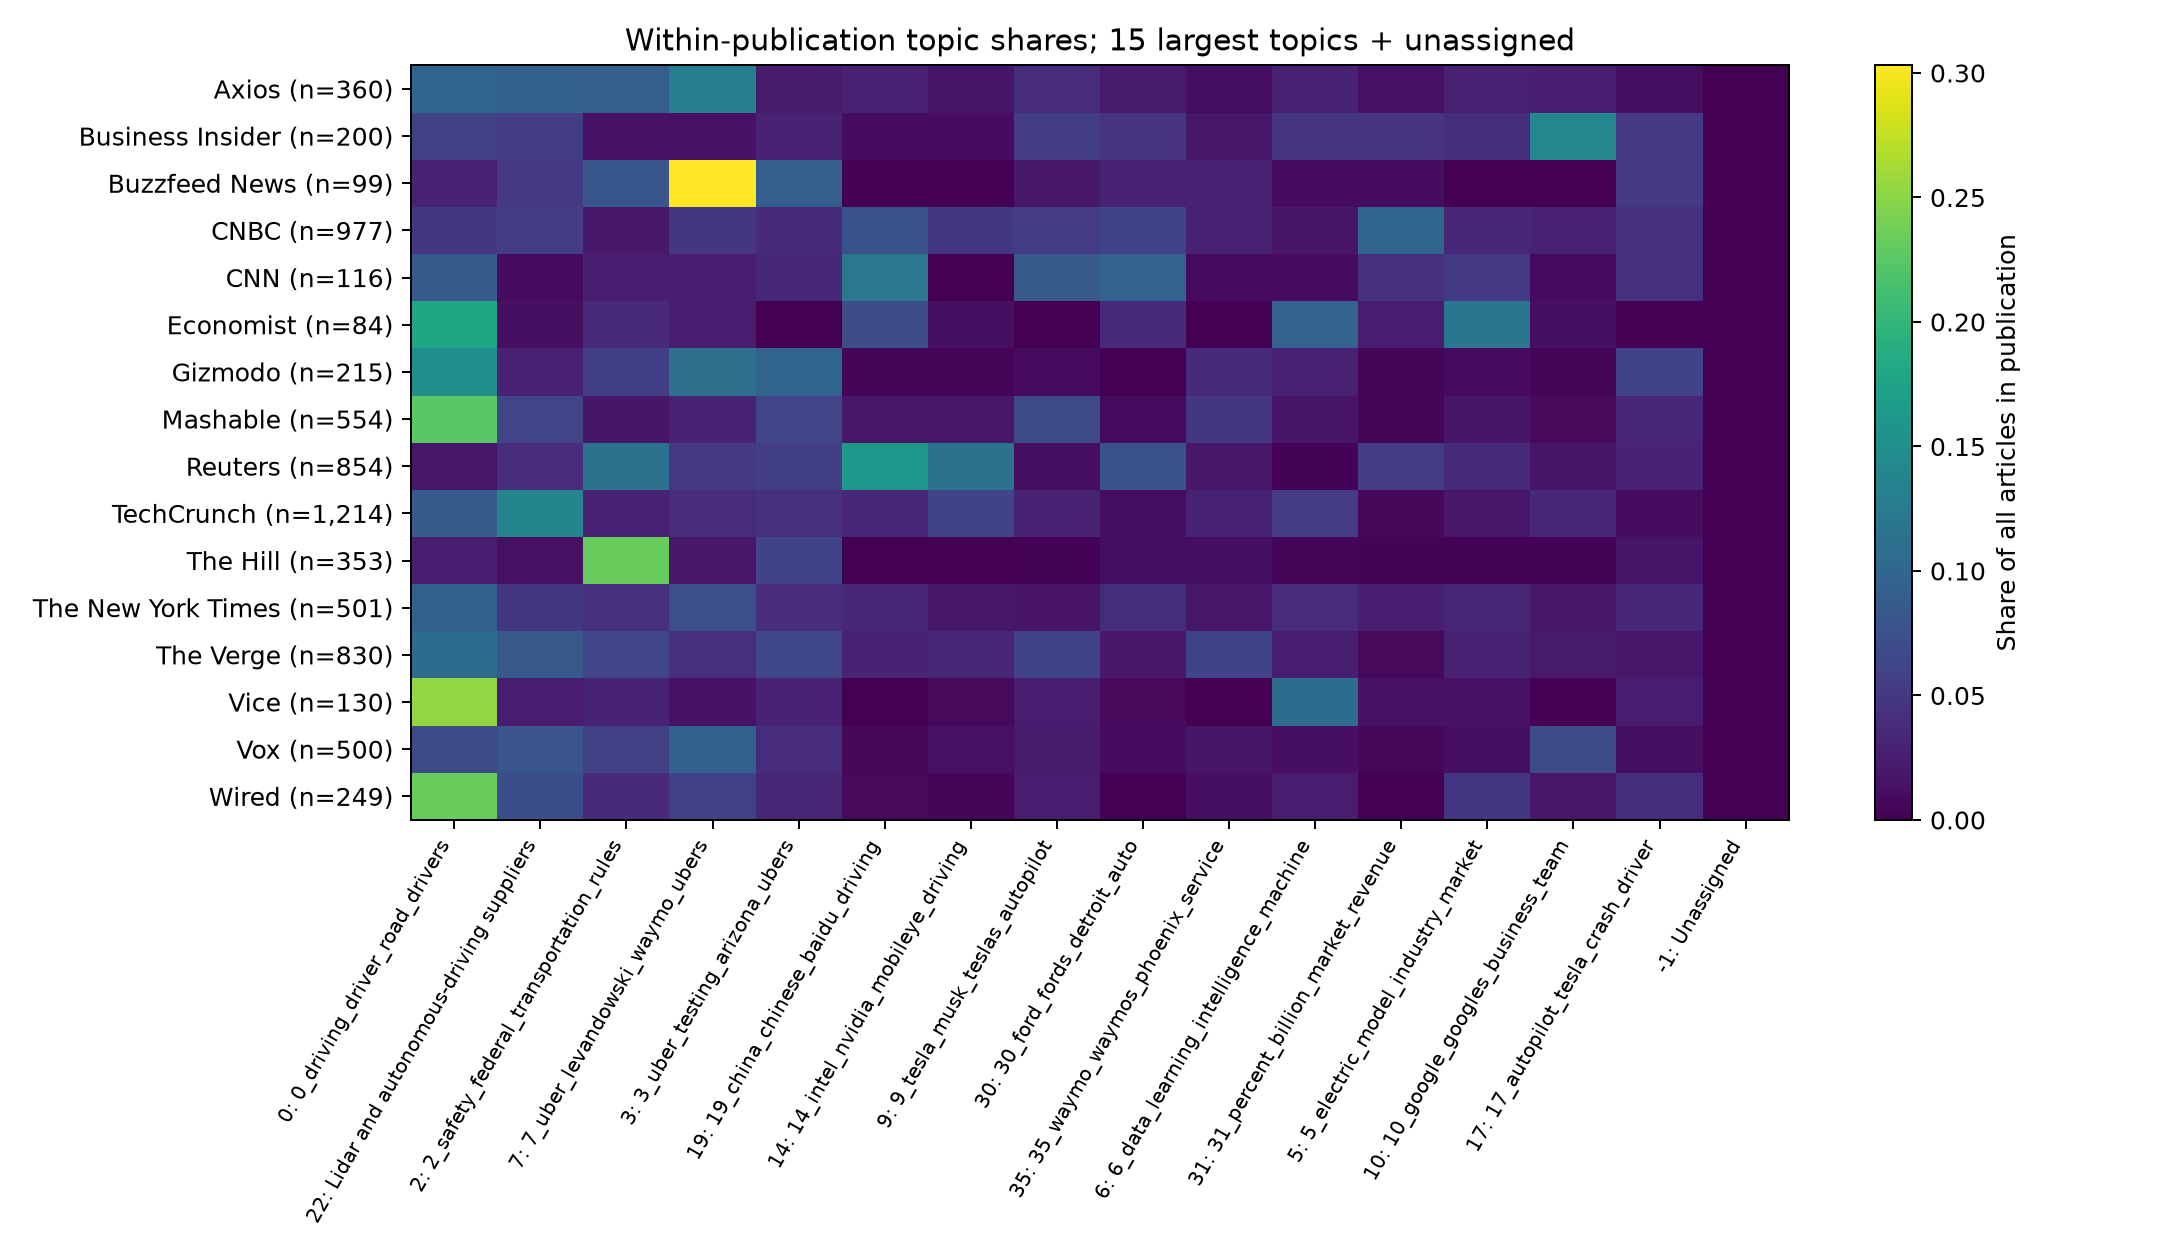 Within-publication topic shares; 15 largest topics + unassigned
Axios (n=360)
Business Insider (n=200)
Buzzfeed News (n=99)
CNBC (n=977)
CNN (n=116)
Economist (n=84)
Gizmodo (n=215)
Mashable (n=554)
Reuters (n=854)
TechCrunch (n=1,214)
The Hill (n=353)
The New York Times (n=501)
The Verge (n=830)
Vice (n=130)
Vox (n=500)
Wired (n=249)
0: 0_driving_driver_road_drivers
22: Lidar and autonomous-driving suppliers
2: 2_safety_federal_transportation_rules
7: 7_uber_levandowski_waymo_ubers
3: 3_uber_testing_arizona_ubers
19: 19_china_chinese_baidu_driving
14: 14_intel_nvidia_mobileye_driving
9: 9_tesla_musk_teslas_autopilot
30: 30_ford_fords_detroit_auto
35: 35_waymo_waymos_phoenix_service
6: 6_data_learning_intelligence_machine
31: 31_percent_billion_market_revenue
5: 5_electric_model_industry_market
10: 10_google_googles_business_team
17: 17_autopilot_tesla_crash_driver
-1: Unassigned
0.30
0.25
0.20
0.15
0.10
0.05
0.00
Share of all articles in publication